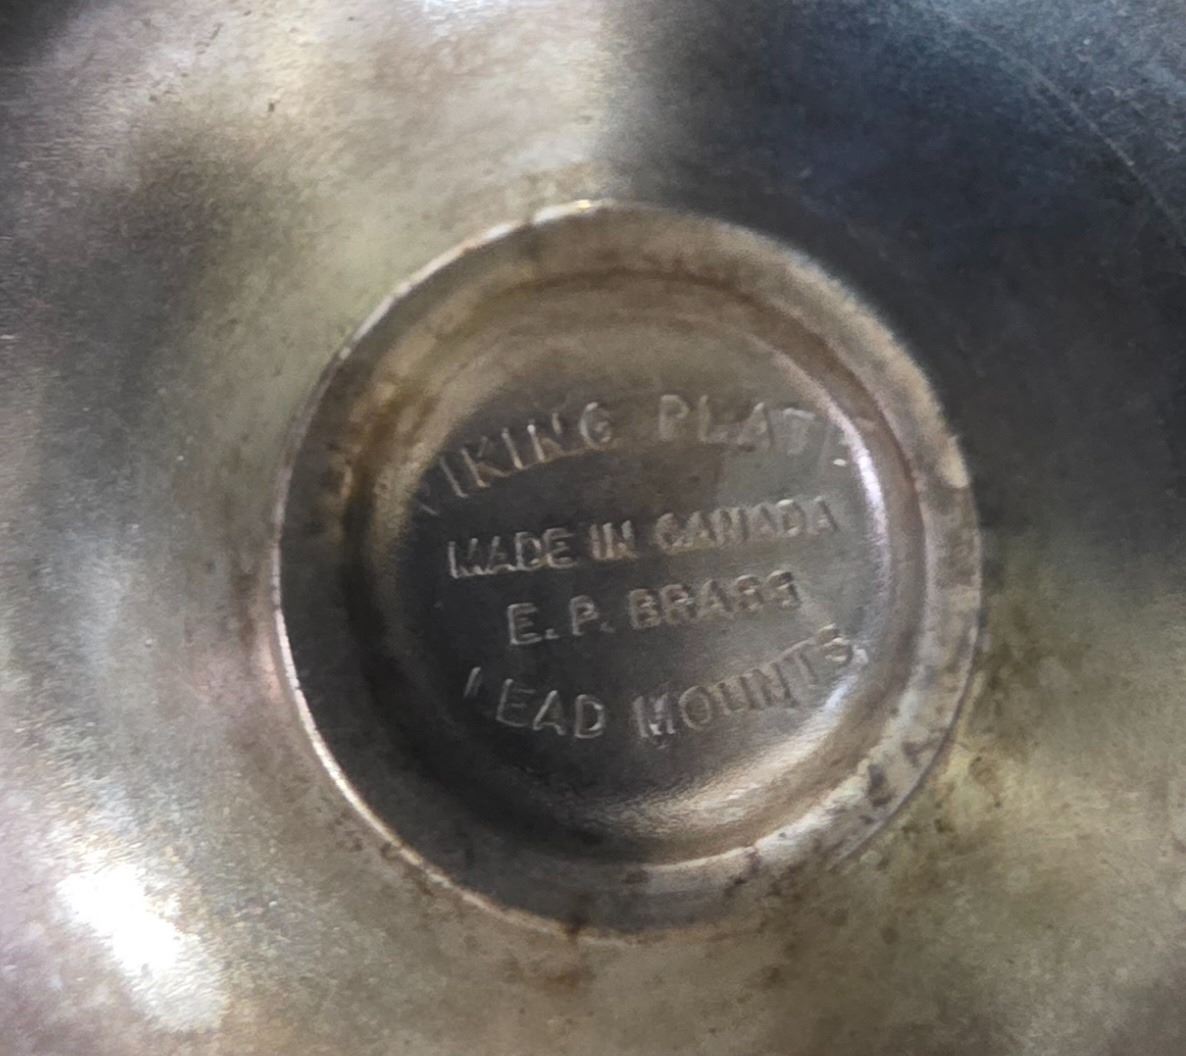 VIKING PLATE
MADE IN CANADA
E.P. BRASS
LEAD MOUNTS